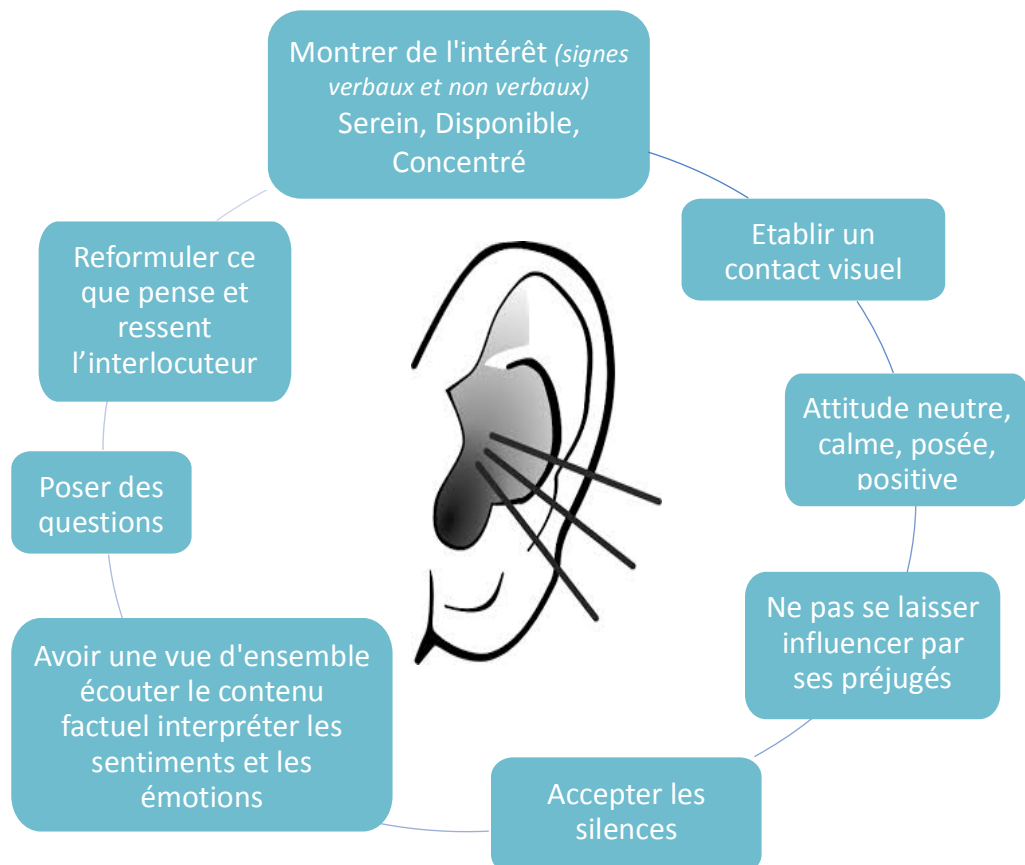 Montrer de l'intérêt (signes
verbaux et non verbaux)
Serein, Disponible,
Concentré
Etablir un
contact visuel
Attitude neutre,
calme, posée,
positive
Ne pas se laisser
influencer par
ses préjugés
Accepter les
silences
Avoir une vue d'ensemble
écouter le contenu
factuel interpréter les
sentiments et les
émotions
Poser des
questions
Reformuler ce
que pense et
ressent
l’interlocuteur